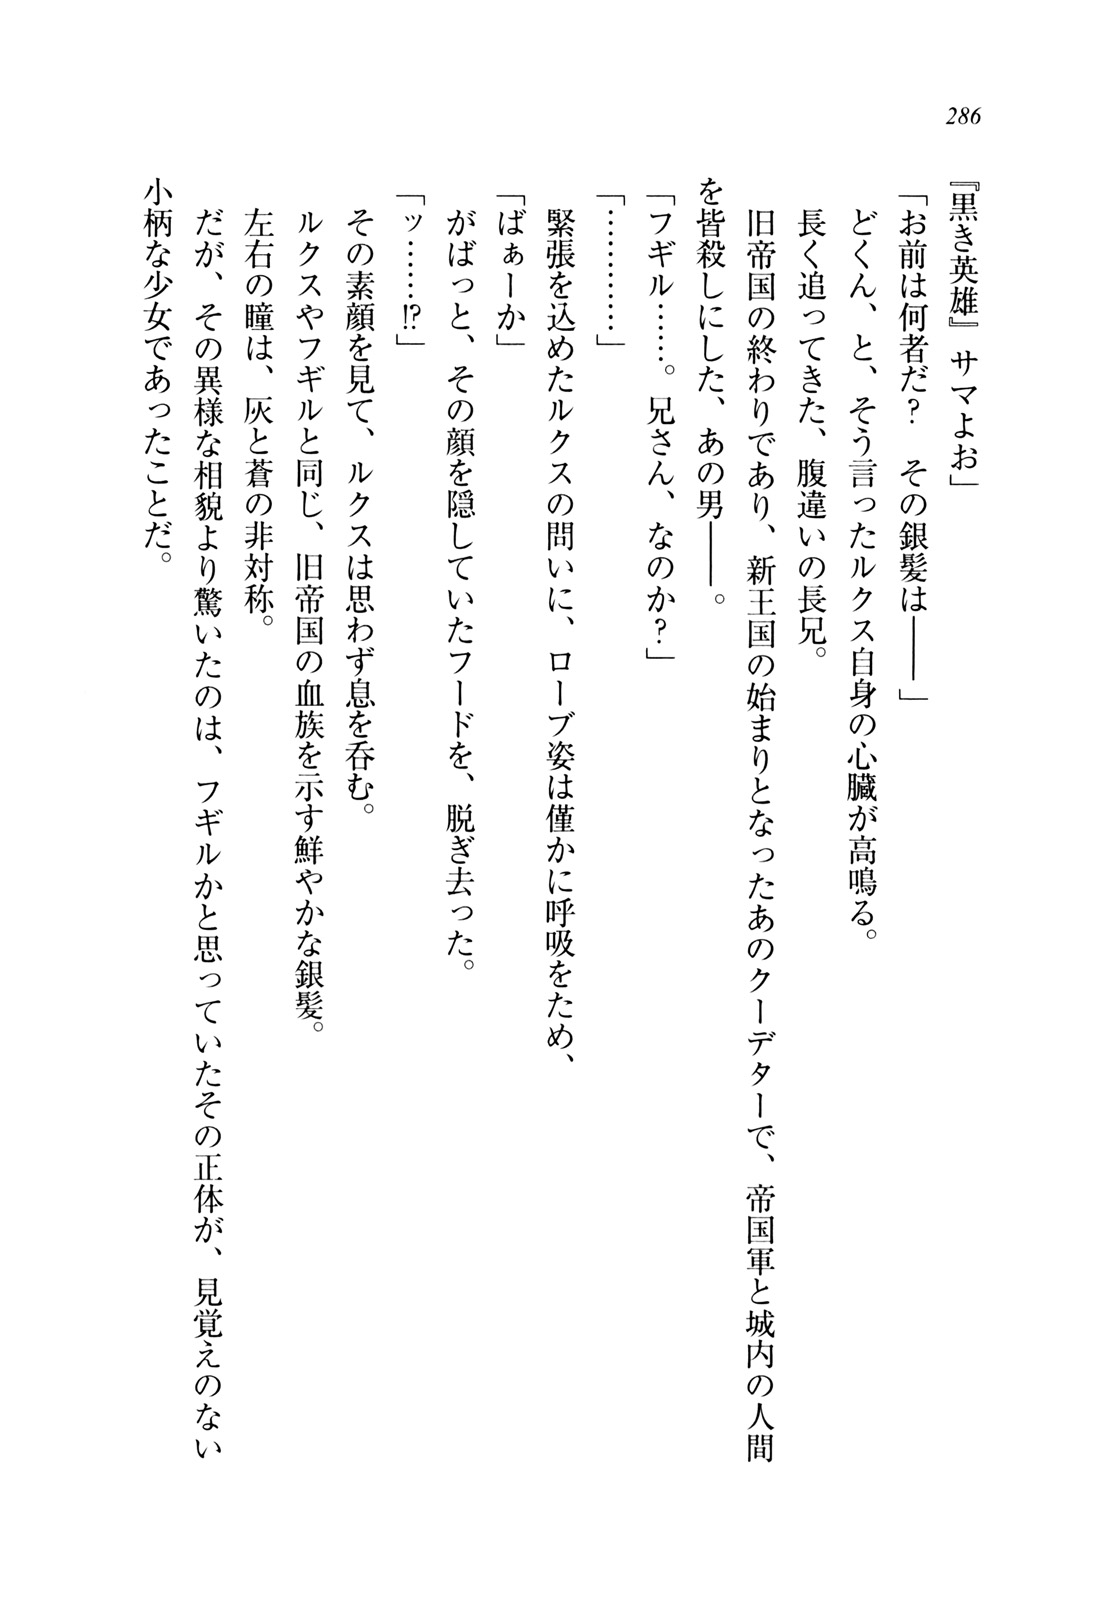 286
『黒き英雄』サマよお」
「お前は何者だ？　その銀髪は――」
　どくん、と、そう言ったルクス自身の心臓が高鳴る。
　長く追ってきた、腹違いの長兄。
　旧帝国の終わりであり、新王国の始まりとなったあのクーデターで、帝国軍と城内の人間
を皆殺しにした、あの男――。
「フギル……。兄さん、なのか？」
「…………」
　緊張を込めたルクスの問いに、ローブ姿は僅かに呼吸をため、
「ばぁーか」
　がばっと、その顔を隠していたフードを、脱ぎ去った。
「ッ……!?」
　その素顔を見て、ルクスは思わず息を呑む。
　ルクスやフギルと同じ、旧帝国の血族を示す鮮やかな銀髪。
　左右の瞳は、灰と蒼の非対称。
　だが、その異様な相貌より驚いたのは、フギルかと思っていたその正体が、見覚えのない
小柄な少女であったことだ。